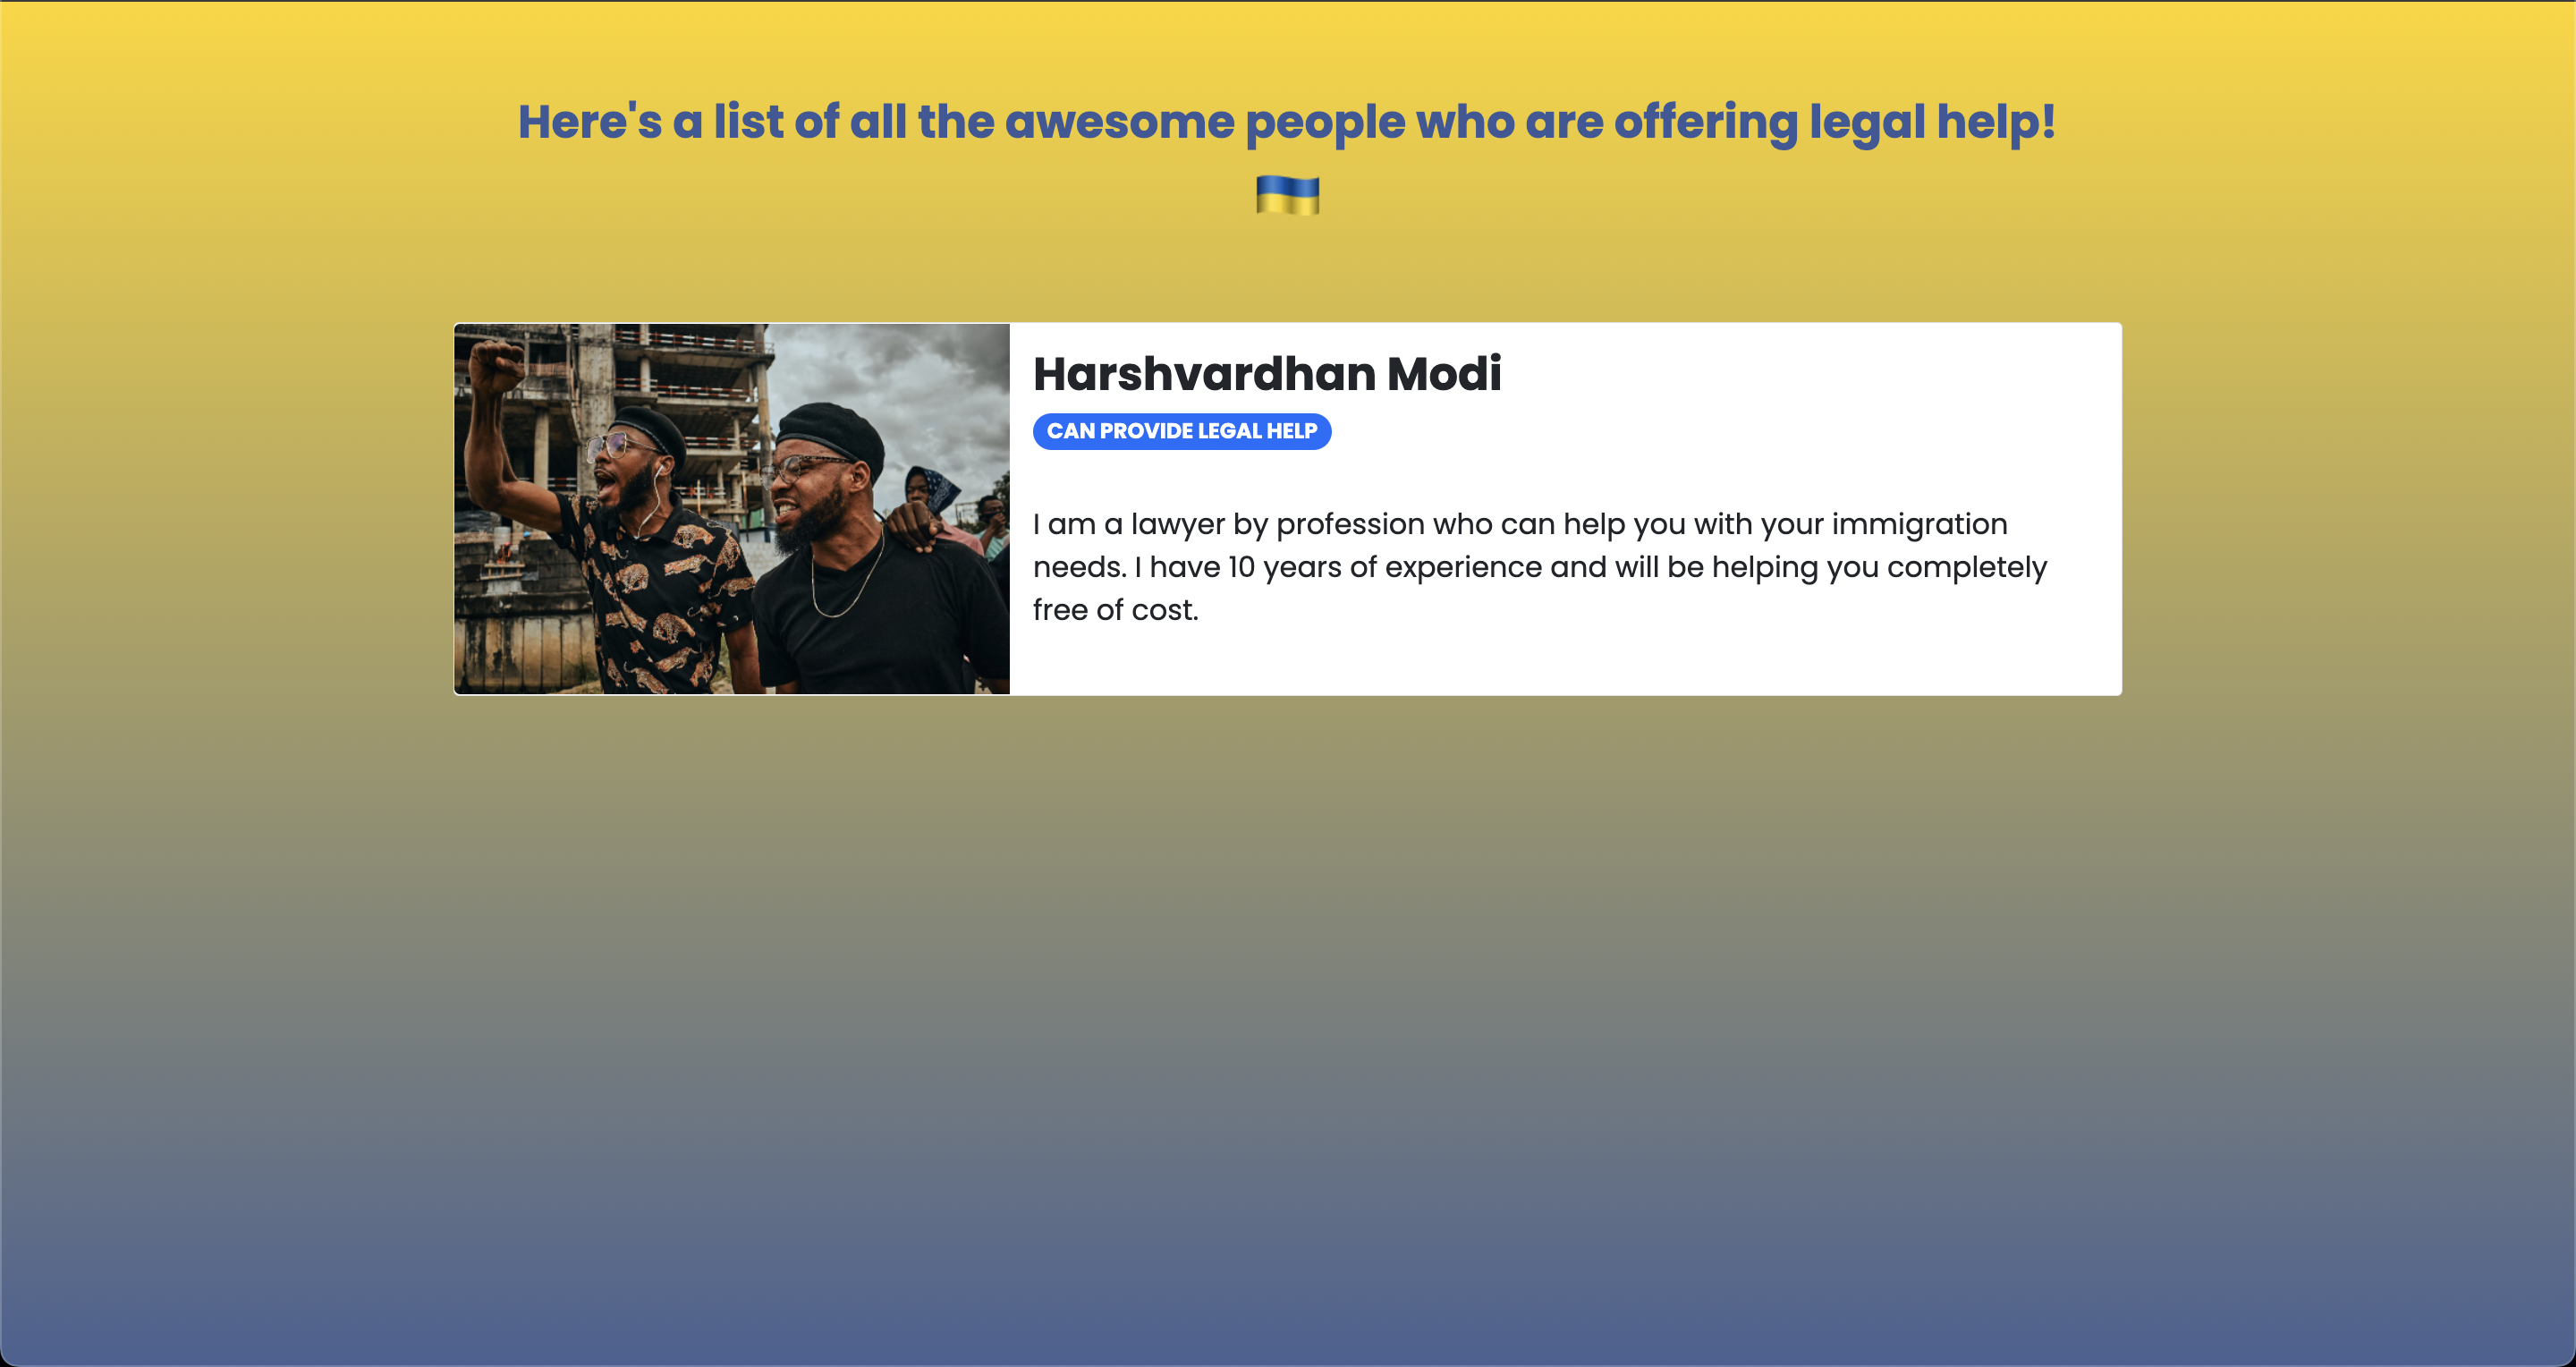 Here's a list of all the awesome people who are offering legal help!
🇺🇦
Harshvardhan Modi
CAN PROVIDE LEGAL HELP
I am a lawyer by profession who can help you with your immigration
needs. I have 10 years of experience and will be helping you completely
free of cost.